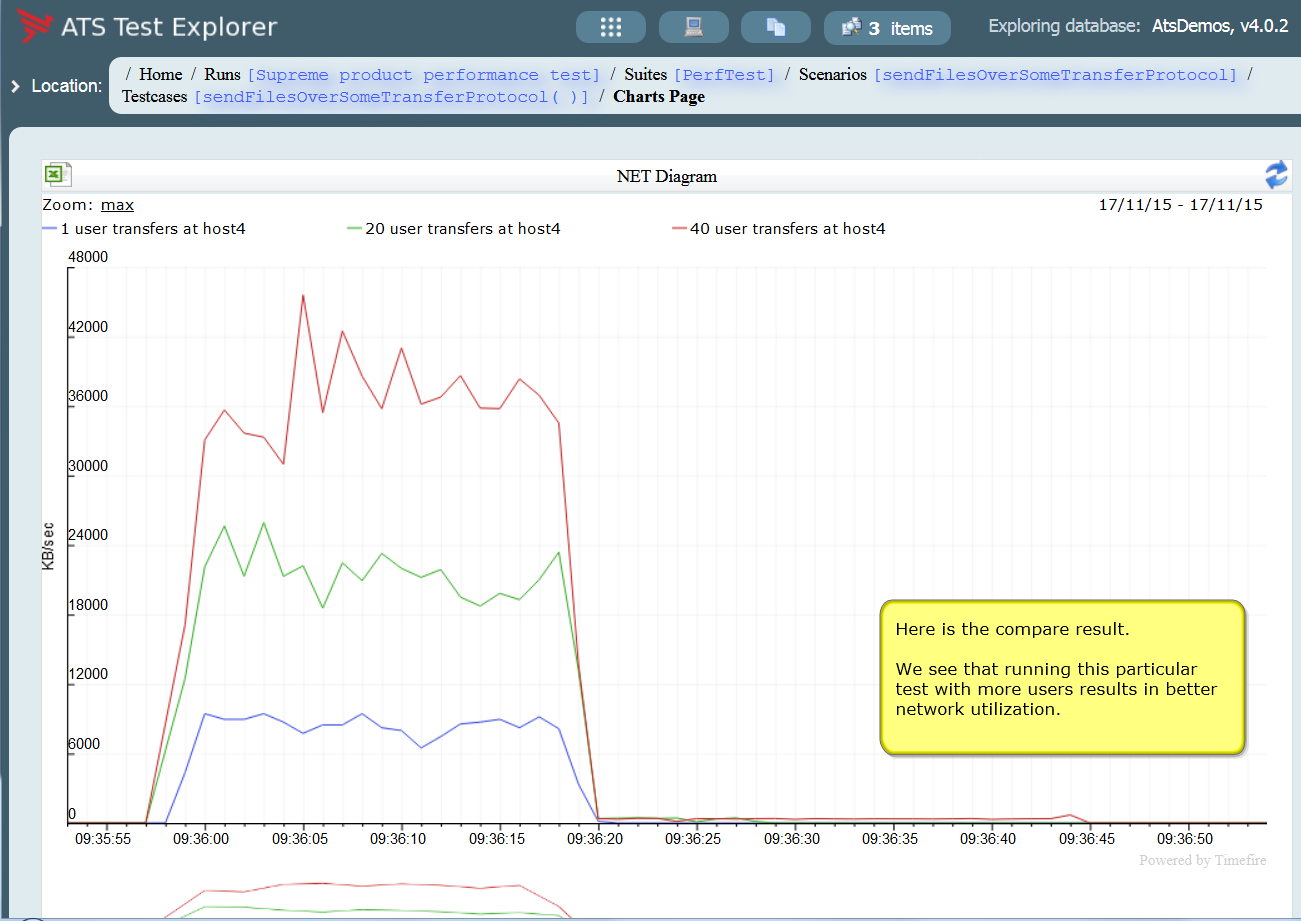 ATS Test Explorer
3 items
Exploring database: AtsDemos, v4.0.2
Location:
/ Home / Runs [Supreme product performance test] / Suites [PerfTest] / Scenarios [sendFilesOverSomeTransferProtocol] /
Testcases [sendFilesOverSomeTransferProtocol( )] / Charts Page
NET Diagram
Zoom: max
17/11/15 - 17/11/15
1 user transfers at host4
20 user transfers at host4
40 user transfers at host4
48000
42000
36000
30000
24000
18000
12000
6000
0
KB/sec
Here is the compare result.
We see that running this particular
test with more users results in better
network utilization.
09:35:55 09:36:00 09:36:05 09:36:10 09:36:15 09:36:20 09:36:25 09:36:30 09:36:35 09:36:40 09:36:45 09:36:50
Powered by Timefire